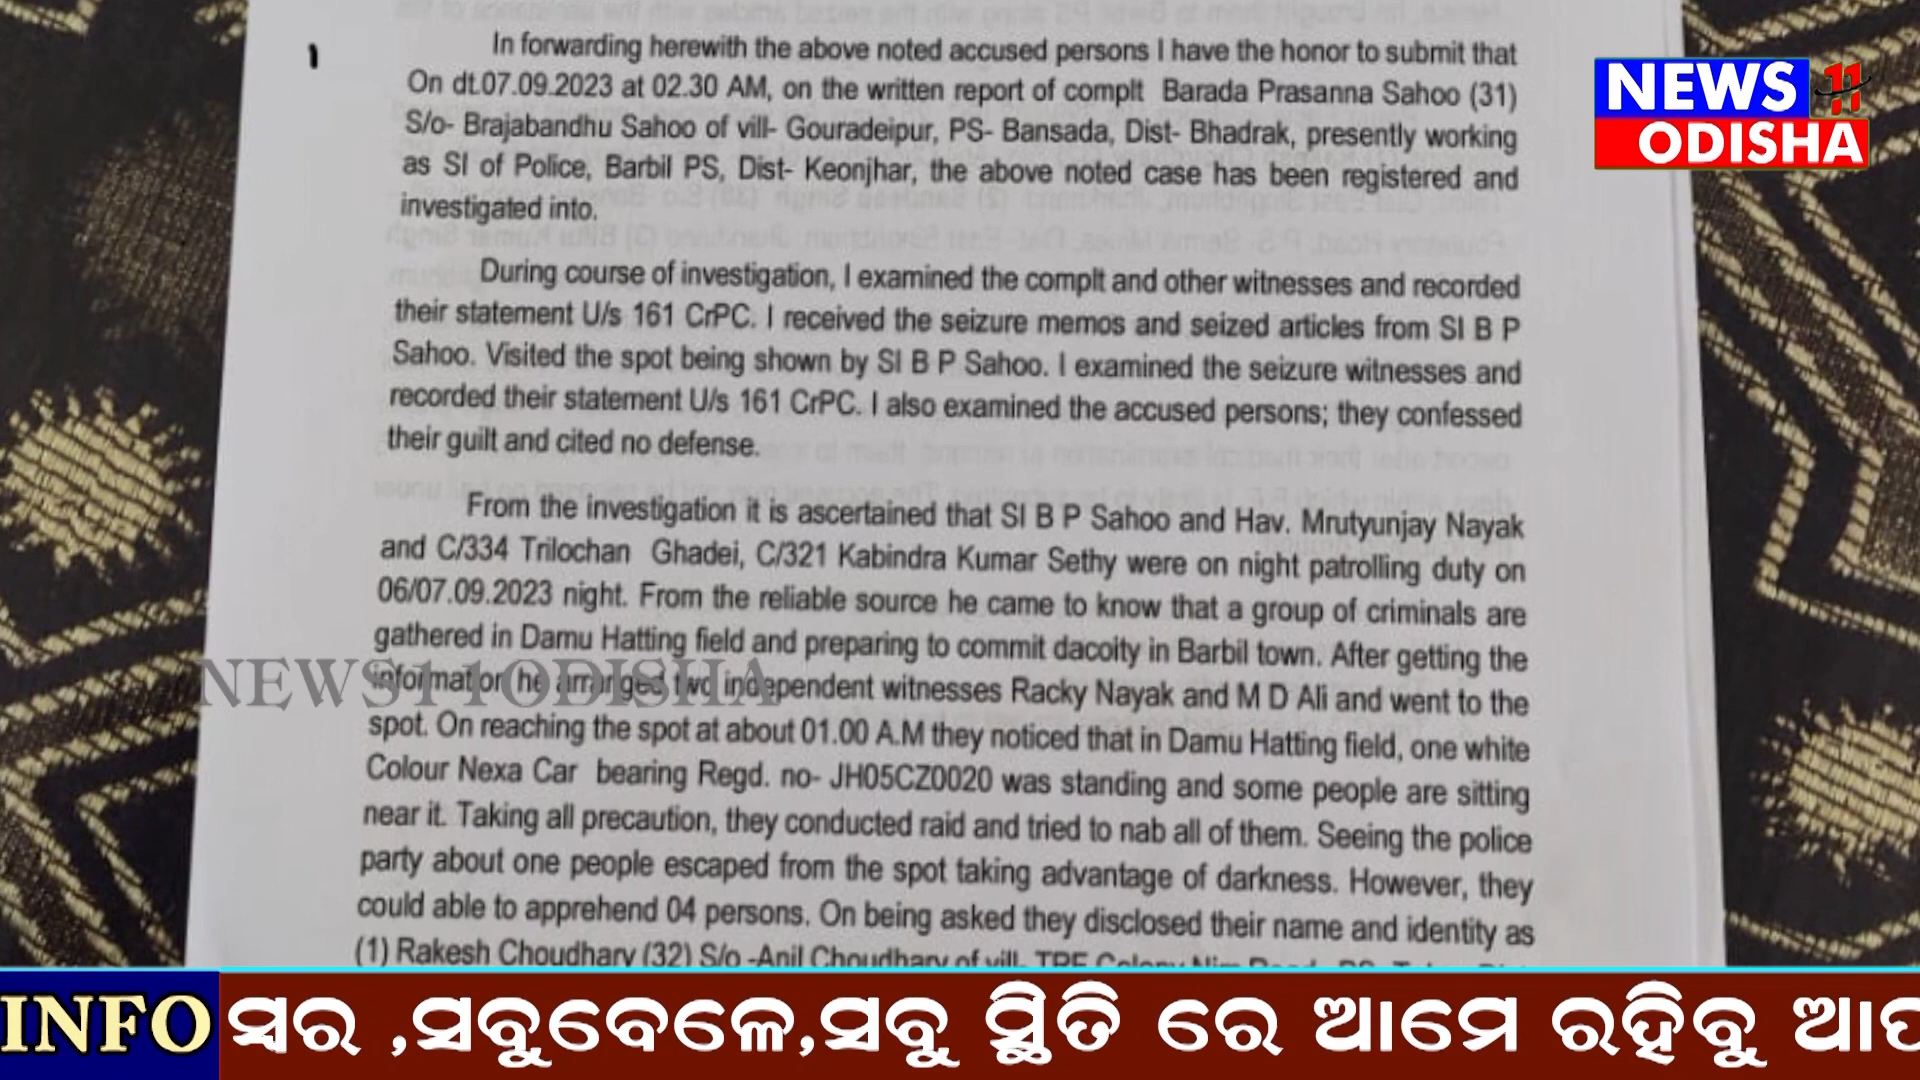 1
In forwarding herewith the above noted accused persons I have the honor to submit that
On dt.07.09.2023 at 02.30 AM, on the written report of complt Barada Prasanna Sahoo (31)
S/o- Brajabandhu Sahoo of vill- Gouradeipur, PS- Bansada, Dist- Bhadrak, presently working
as SI of Police, Barbil PS, Dist- Keonjhar, the above noted case has been registered and
investigated into.
During course of investigation, I examined the complt and other witnesses and recorded
their statement U/s 161 CrPC. I received the seizure memos and seized articles from SI B P
Sahoo. Visited the spot being shown by SI B P Sahoo. I examined the seizure witnesses and
recorded their statement U/s 161 CrPC. I also examined the accused persons; they confessed
their guilt and cited no defense.
From the investigation it is ascertained that SI B P Sahoo and Hav. Mrutyunjay Nayak
and C/334 Trilochan Ghadei, C/321 Kabindra Kumar Sethy were on night patrolling duty on
06/07.09.2023 night. From the reliable source he came to know that a group of criminals are
gathered in Damu Hatting field and preparing to commit dacoity in Barbil town. After getting the
information he arranged two independent witnesses Racky Nayak and M D Ali and went to the
spot. On reaching the spot at about 01.00 A.M they noticed that in Damu Hatting field, one white
Colour Nexa Car bearing Regd. no- JH05CZ0020 was standing and some people are sitting
near it. Taking all precaution, they conducted raid and tried to nab all of them. Seeing the police
party about one people escaped from the spot taking advantage of darkness. However, they
could able to apprehend 04 persons. On being asked they disclosed their name and identity as
(1) Rakesh Choudhary (32) S/o -Anil Choudhary of vill- TRF Colony
NEWS 11
ODISHA
NEWS11ODISHA
INFO ସ୍ଵର ,ସବୁବେଳେ,ସବୁ ସ୍ଥିତି ରେ ଆମେ ରହିବୁ ଆପ